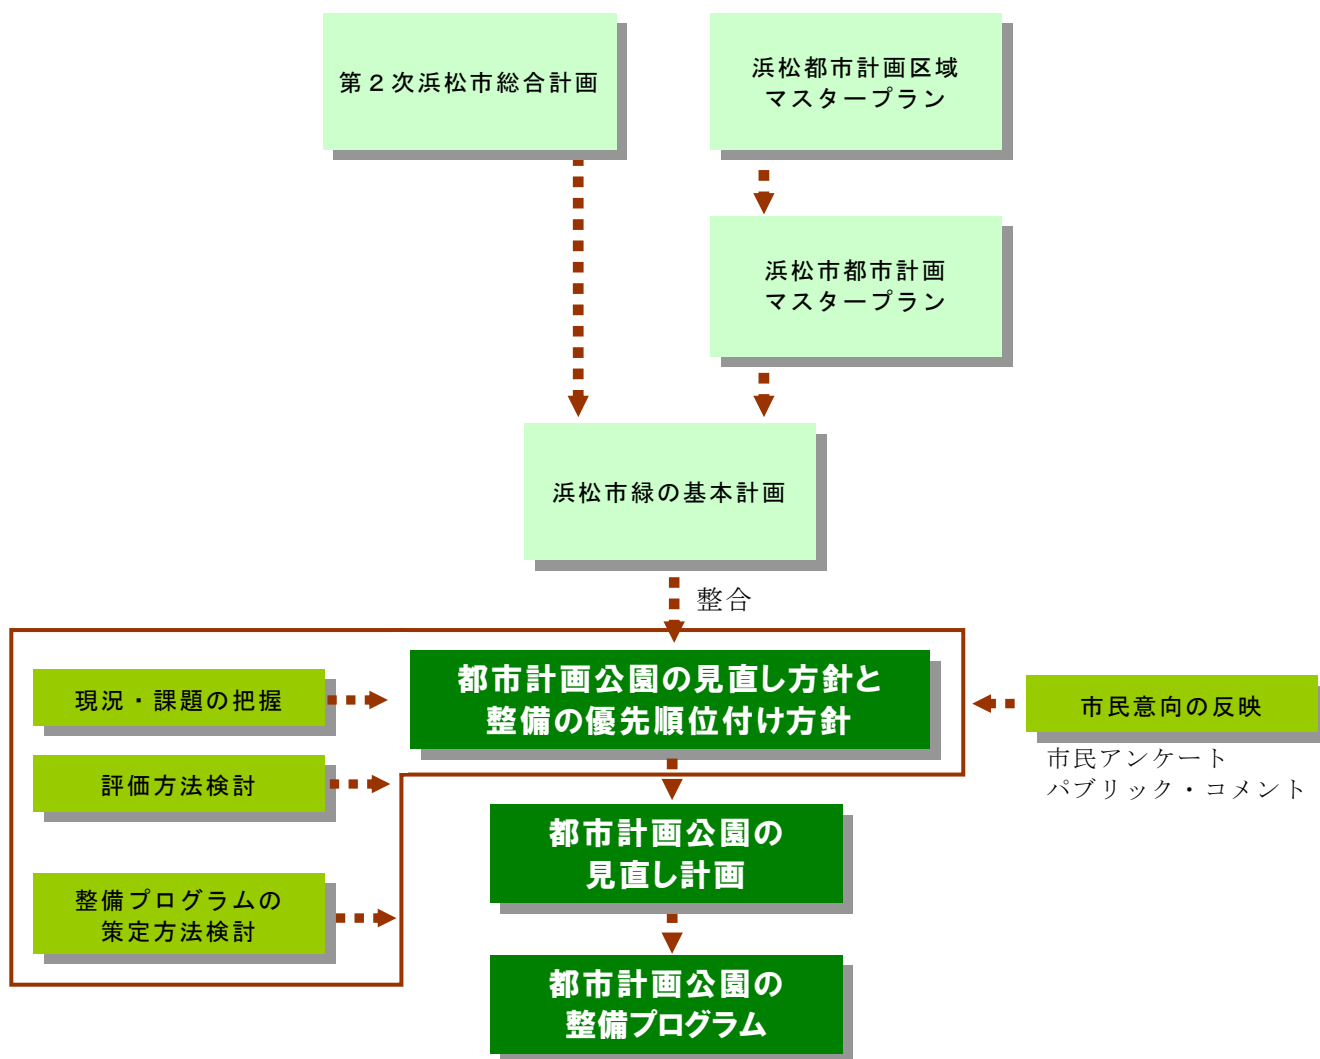 第２次浜松市総合計画
浜松都市計画区域
マスタープラン
浜松市都市計画
マスタープラン
浜松市緑の基本計画
整合
現況・課題の把握
都市計画公園の見直し方針と
整備の優先順位付け方針
市民意向の反映
市民アンケート
パブリック・コメント
評価方法検討
都市計画公園の
見直し計画
整備プログラムの
策定方法検討
都市計画公園の
整備プログラム